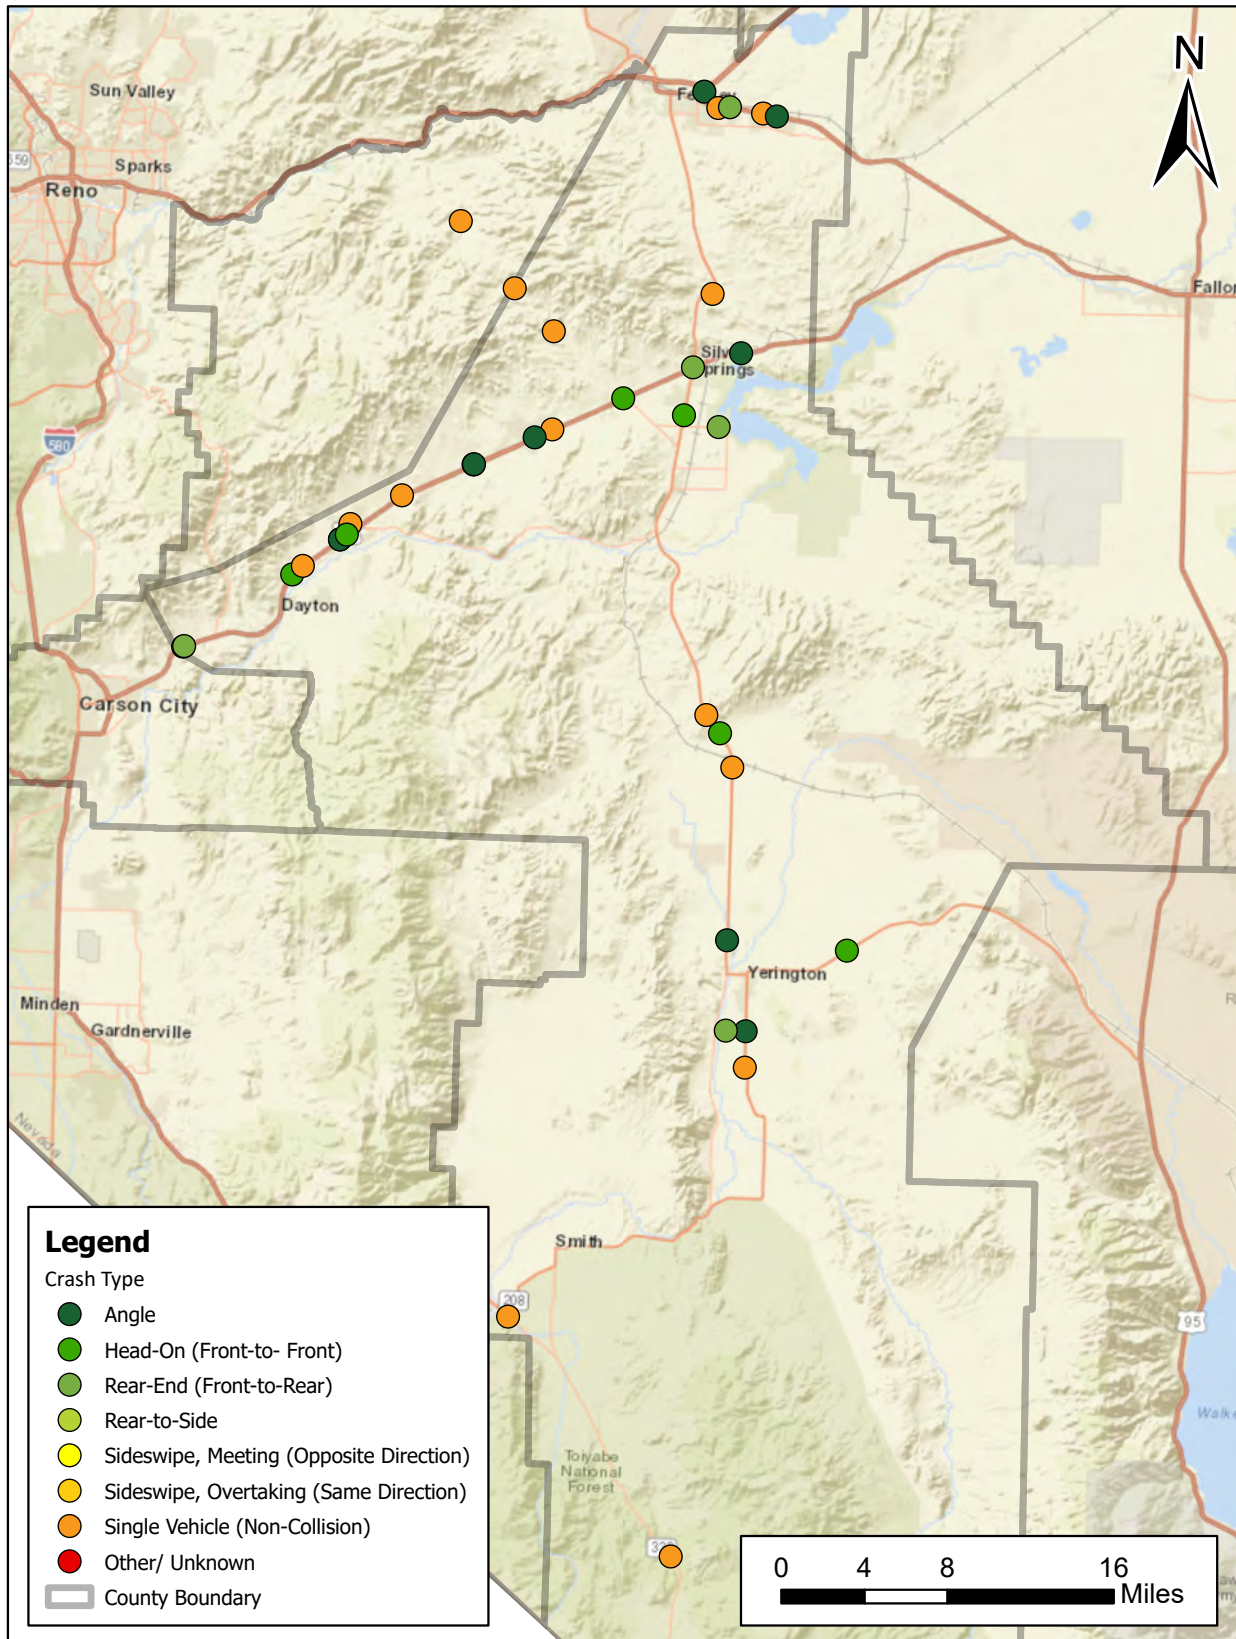 N
Sun Valley
Sparks
Reno
Fallon
580
Dayton
Carson City
Yerington
Minden
Gardnerville
Nevada
Smith
208
95
Toiyabe
National
Forest
Legend
Crash Type
Angle
Head-On (Front-to- Front)
Rear-End (Front-to-Rear)
Rear-to-Side
Sideswipe, Meeting (Opposite Direction)
Sideswipe, Overtaking (Same Direction)
Single Vehicle (Non-Collision)
Other/ Unknown
County Boundary
0 4 8 16
Miles